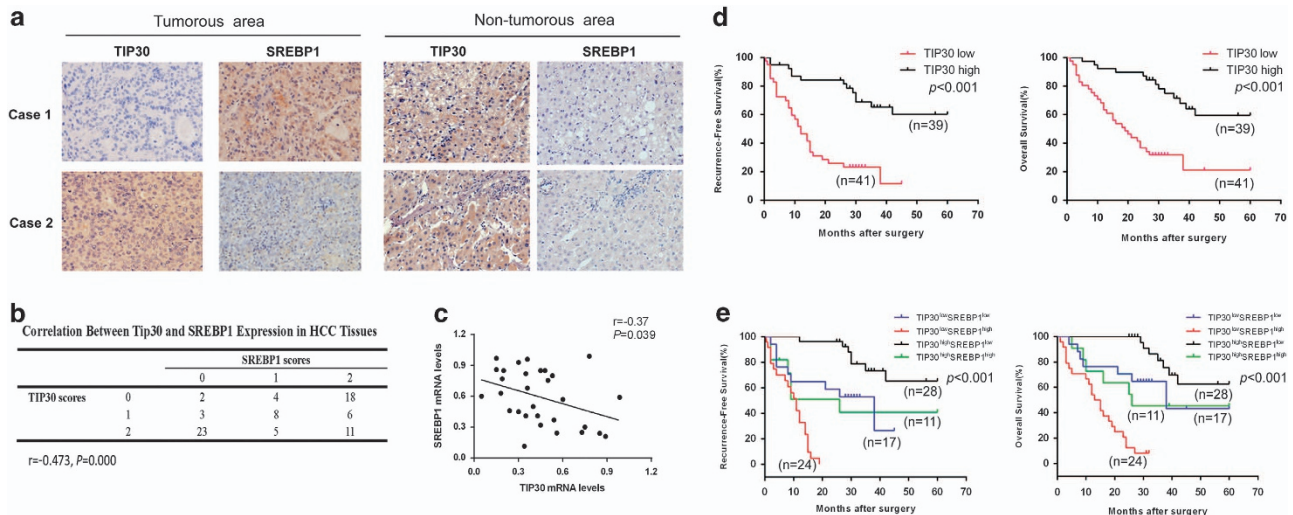 a
Tumorous area
Non-tumorous area
TIP30
SREBP1
TIP30
SREBP1
Case 1
Case 2
b
Correlation Between Tip30 and SREBP1 Expression in HCC Tissues
SREBP1 scores
0 1 2
TIP30 scores 0 2 4 18
1 3 8 6
2 23 5 11
r=-0.473, P=0.000
c
r=-0.37
P=0.039
SREBP1 mRNA levels
1.2
0.9
0.6
0.3
0.0
0.0 0.3 0.6 0.9 1.2
TIP30 mRNA levels
d
TIP30 low
TIP30 high
p<0.001
(n=39)
(n=41)
Recurrence-Free Survival(%)
100
80
60
40
20
0
0 10 20 30 40 50 60 70
Months after surgery
TIP30 low
TIP30 high
p<0.001
(n=39)
(n=41)
Overall Survival(%)
100
80
60
40
20
0
0 10 20 30 40 50 60 70
Months after surgery
e
TIP30lowSREBP1low
TIP30lowSREBP1high
TIP30highSREBP1low
TIP30highSREBP1high
p<0.001
(n=28)
(n=11)
(n=17)
(n=24)
Recurrence-Free Survival(%)
100
80
60
40
20
0
0 10 20 30 40 50 60 70
Months after surgery
TIP30lowSREBP1low
TIP30lowSREBP1high
TIP30highSREBP1low
TIP30highSREBP1high
p<0.001
(n=28)
(n=11)
(n=17)
(n=24)
Overall Survival(%)
100
80
60
40
20
0
0 10 20 30 40 50 60 70
Months after surgery